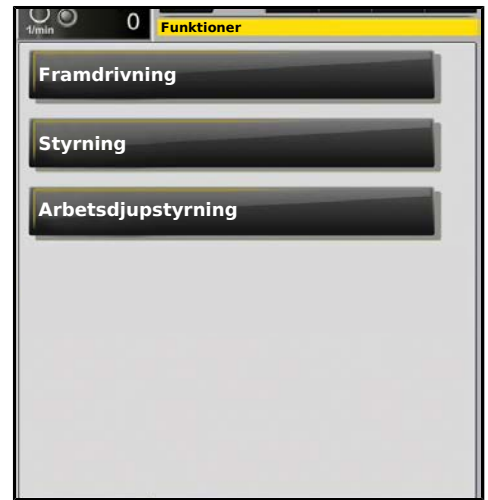 1/min
0
Funktioner
Framdrivning
Styrning
Arbetsdjupstyrning